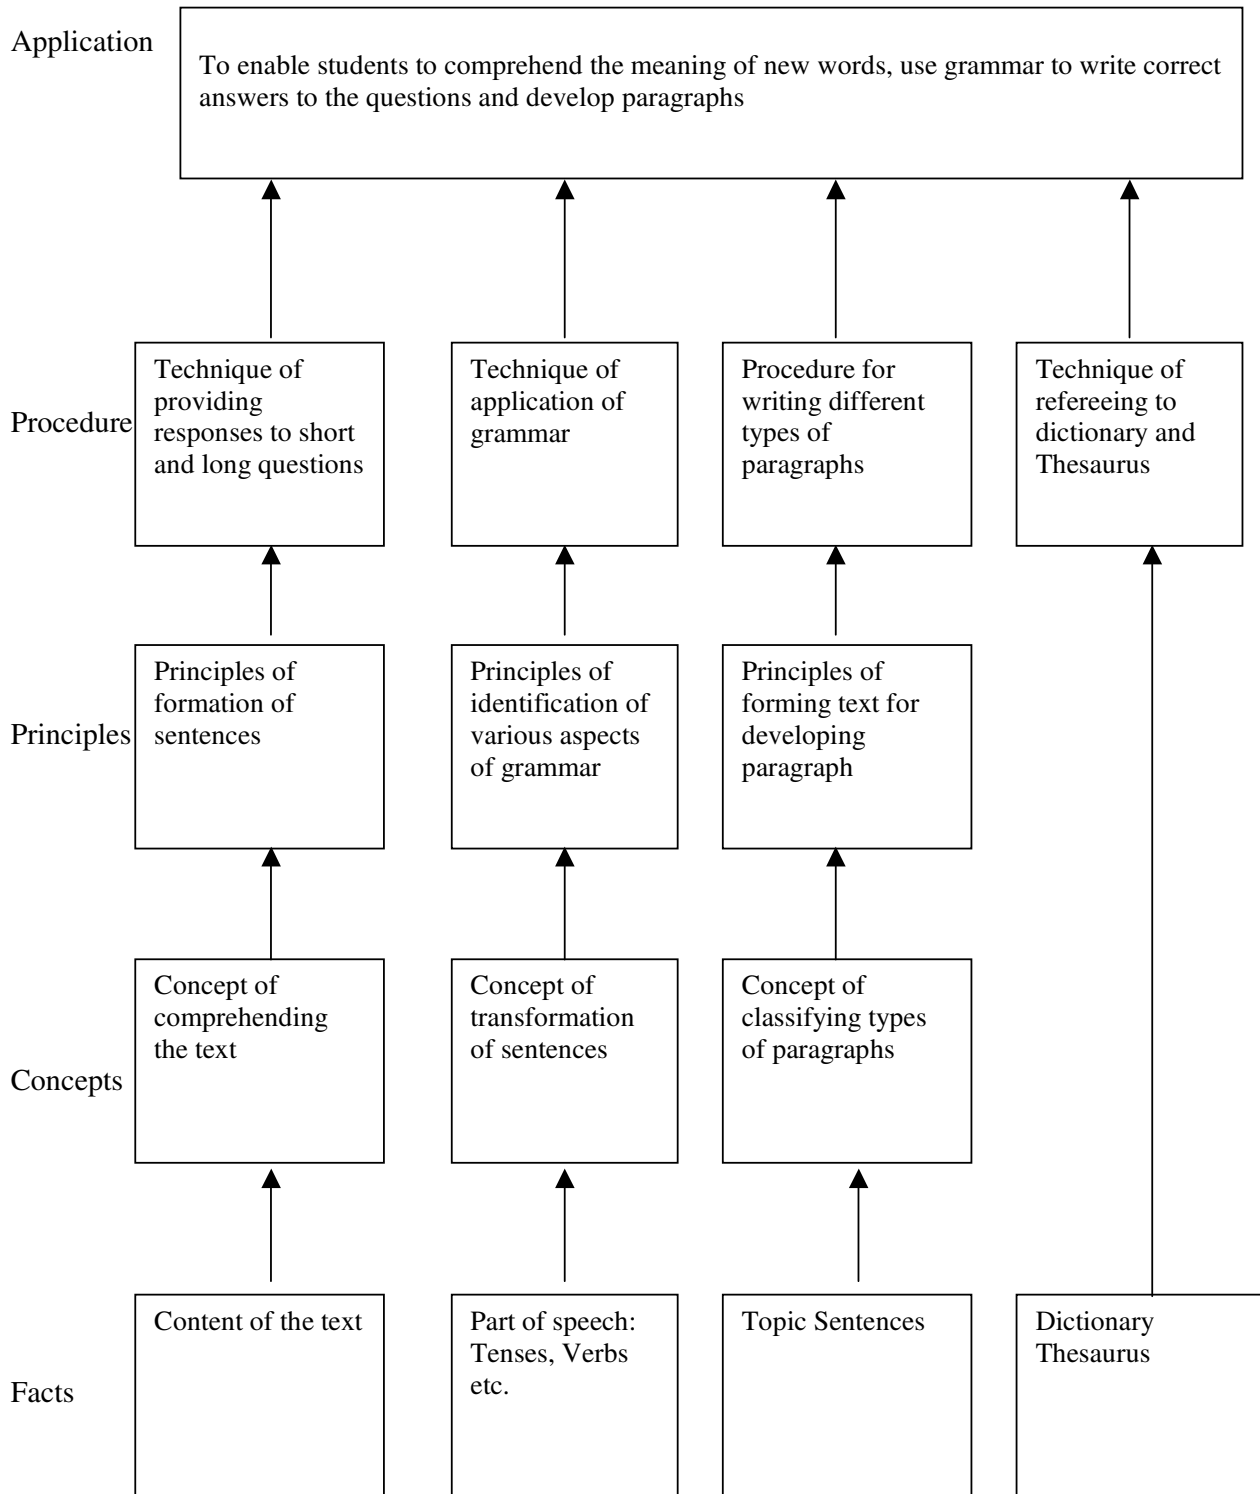 Application
To enable students to comprehend the meaning of new words, use grammar to write correct
answers to the questions and develop paragraphs
Procedure
Technique of
providing
responses to short
and long questions
Technique of
application of
grammar
Procedure for
writing different
types of
paragraphs
Technique of
refereeing to
dictionary and
Thesaurus
Principles
Principles of
formation of
sentences
Principles of
identification of
various aspects
of grammar
Principles of
forming text for
developing
paragraph
Concepts
Concept of
comprehending
the text
Concept of
transformation
of sentences
Concept of
classifying types
of paragraphs
Facts
Content of the text
Part of speech:
Tenses, Verbs
etc.
Topic Sentences
Dictionary
Thesaurus